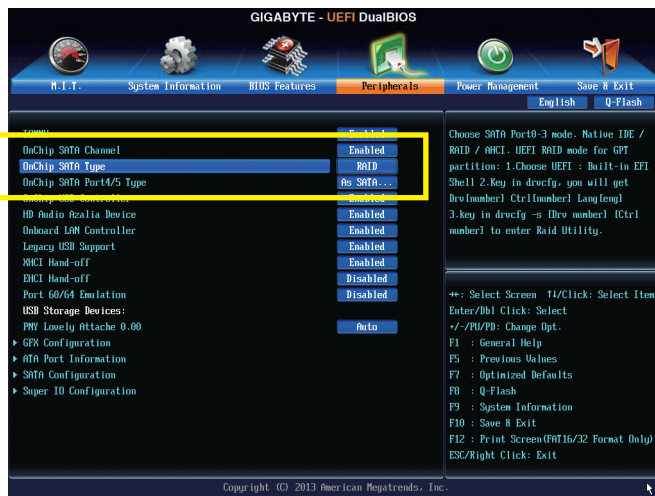 GIGABYTE - UEFI DualBIOS
M.I.T. System Information BIOS Features Peripherals Power Management Save & Exit
English Q-Flash
IOMMU Enabled
OnChip SATA Channel Enabled
OnChip SATA Type RAID
OnChip SATA Port4/5 Type As SATA...
OnChip USB Controller Enabled
HD Audio Azalia Device Enabled
Onboard LAN Controller Enabled
Legacy USB Support Enabled
XHCI Hand-off Enabled
EHCI Hand-off Disabled
Port 60/64 Emulation Disabled
USB Storage Devices:
PNY Lovely Attache 0.00 Auto
GFX Configuration
ATA Port Information
SATA Configuration
Super IO Configuration
Choose SATA Port0-3 mode. Native IDE /
RAID / AHCI. UEFI RAID mode for GPT
partition: 1.Choose UEFI : Built-in EFI
Shell 2.Key in drvcfg, you will get
Drv[number] Ctrl[number] Lang[eng]
3.key in drvcfg -s [Drv number] [Ctrl
number] to enter Raid Utility.
→←: Select Screen ↑↓/Click: Select Item
Enter/Dbl Click: Select
+/-/PU/PD: Change Opt.
F1 : General Help
F5 : Previous Values
F7 : Optimized Defaults
F8 : Q-Flash
F9 : System Information
F10 : Save & Exit
F12 : Print Screen(FAT16/32 Format Only)
ESC/Right Click: Exit
Copyright (C) 2013 American Megatrends, Inc.